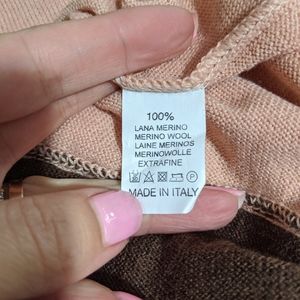 100%
LANA MERINO
MERINO WOOL
LAINE MERINOS
MERINOWOLLE
EXTRAFINE
MADE IN ITALY